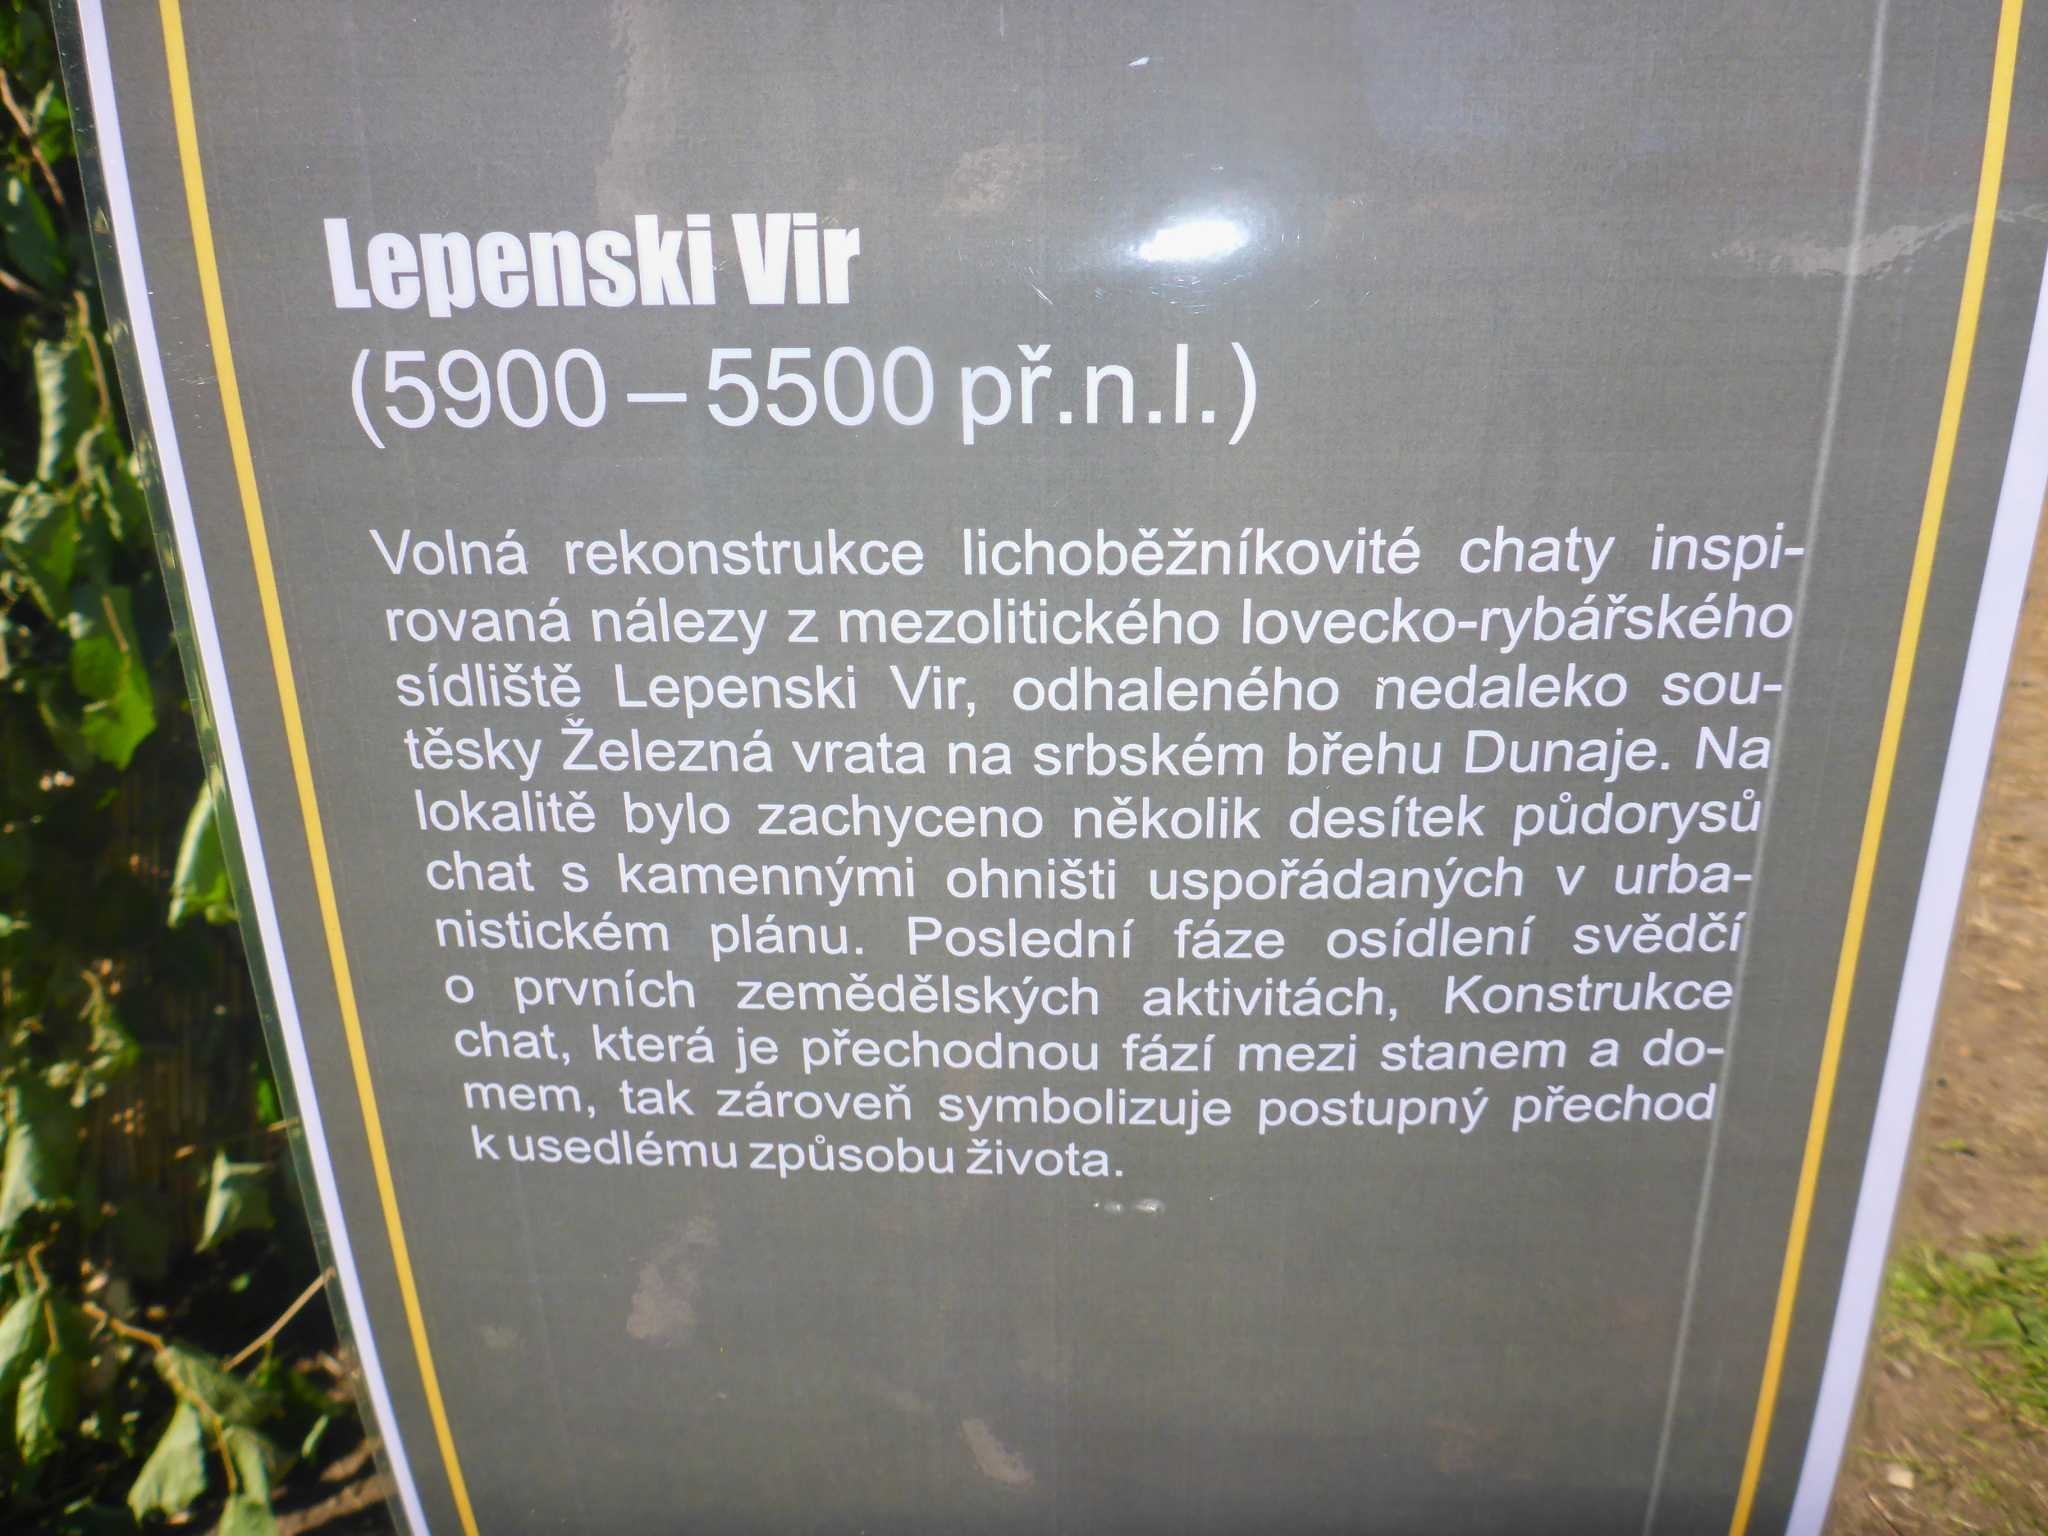 Lepenski Vir
(5900 – 5500 př.n.l.)
Volná rekonstrukce lichoběžníkovité chaty inspi-
rovaná nálezy z mezolitického lovecko-rybářského
sídliště Lepenski Vir, odhaleného nedaleko sou-
těsky Železná vrata na srbském břehu Dunaje. Na
lokalitě bylo zachyceno několik desítek půdorysů
chat s kamennými ohništi uspořádaných v urba-
nistickém plánu. Poslední fáze osídlení svědčí
o prvních zemědělských aktivitách, Konstrukce
chat, která je přechodnou fází mezi stanem a do-
mem, tak zároveň symbolizuje postupný přechod
k usedlému způsobu života.